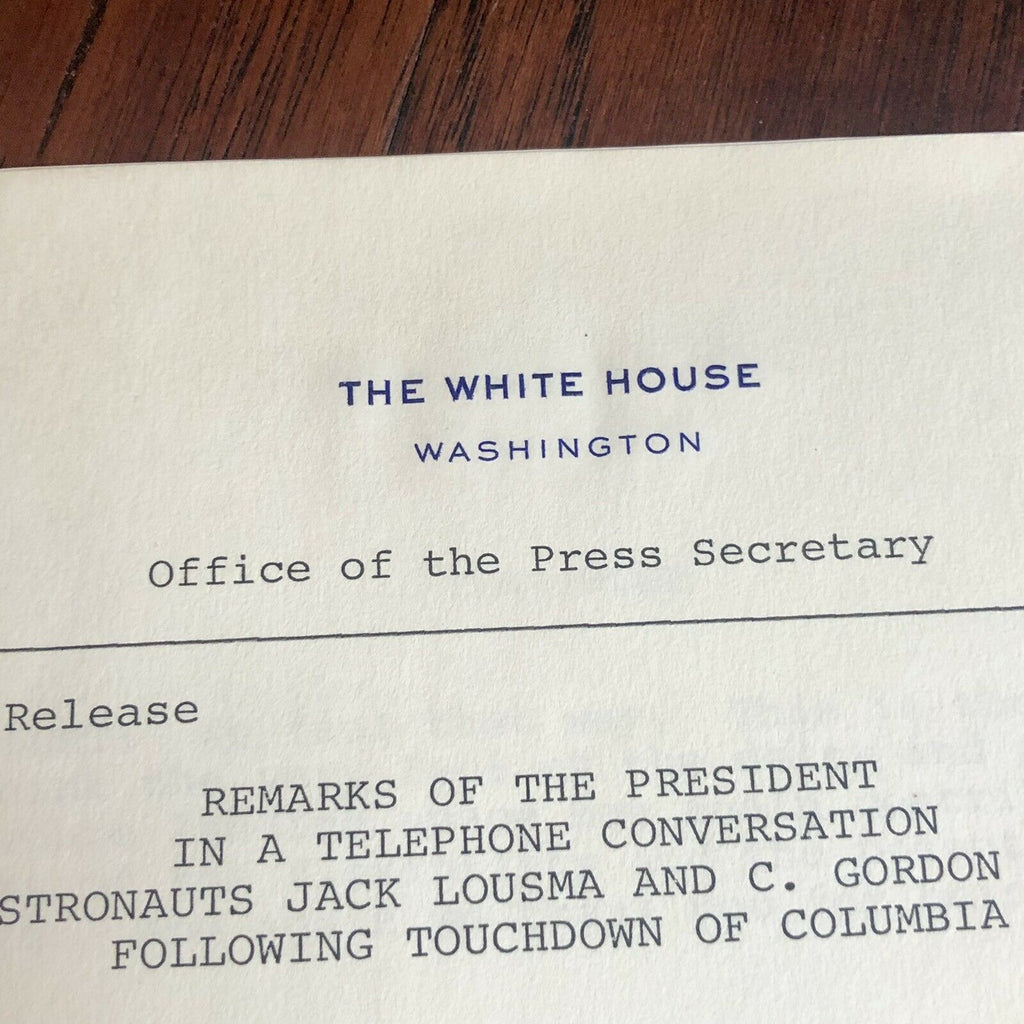 THE WHITE HOUSE
WASHINGTON
Office of the Press Secretary
Release
REMARKS OF THE PRESIDENT
IN A TELEPHONE CONVERSATION
STRONAUTS JACK LOUSMA AND C. GORDON
FOLLOWING TOUCHDOWN OF COLUMBIA